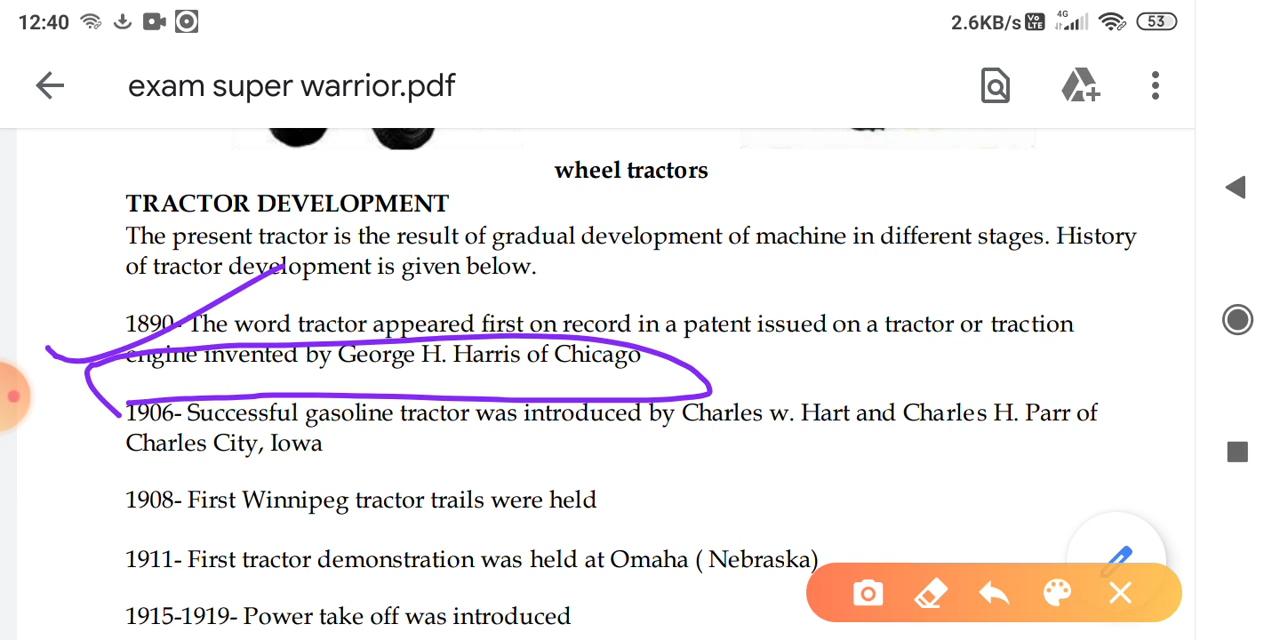 12:40
2.6KB/s Vo LTE 4G 53
exam super warrior.pdf
wheel tractors
TRACTOR DEVELOPMENT
The present tractor is the result of gradual development of machine in different stages. History
of tractor development is given below.
1890- The word tractor appeared first on record in a patent issued on a tractor or traction
engine invented by George H. Harris of Chicago
1906- Successful gasoline tractor was introduced by Charles w. Hart and Charles H. Parr of
Charles City, Iowa
1908- First Winnipeg tractor trails were held
1911- First tractor demonstration was held at Omaha ( Nebraska)
1915-1919- Power take off was introduced